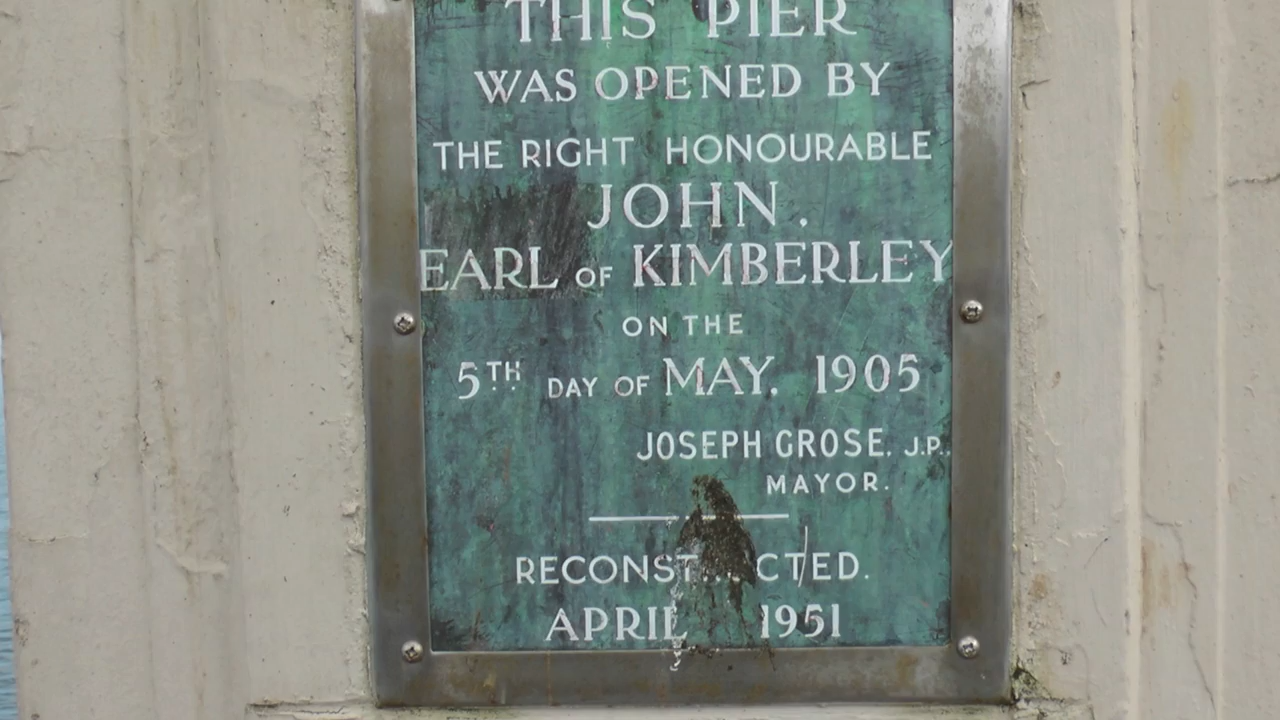 THIS PIER
WAS OPENED BY
THE RIGHT HONOURABLE
JOHN.
EARL OF KIMBERLEY
ON THE
5TH DAY OF MAY. 1905
JOSEPH GROSE. J.P.,
MAYOR.
APRIL 1951